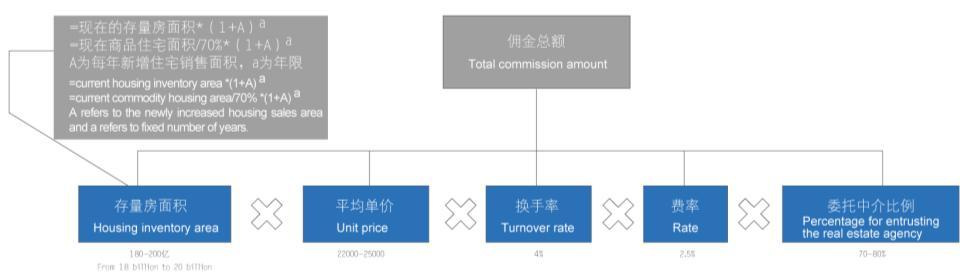 =现在的存量房面积*(1+A)a
=现在商品住宅面积/70%*(1+A)a
A为每年新增住宅销售面积，a为年限
=current housing inventory area *(1+A) a
=current commodity housing area/70% *(1+A) a
A refers to the newly increased housing sales area
and a refers to fixed number of years.
佣金总额
Total commission amount
存量房面积
Housing inventory area
平均单价
Unit price
换手率
Turnover rate
费率
Rate
委托中介比例
Percentage for entrusting
the real estate agency
180-200亿
From 18 billion to 20 billion
22000-25000
4%
2.5%
70-80%